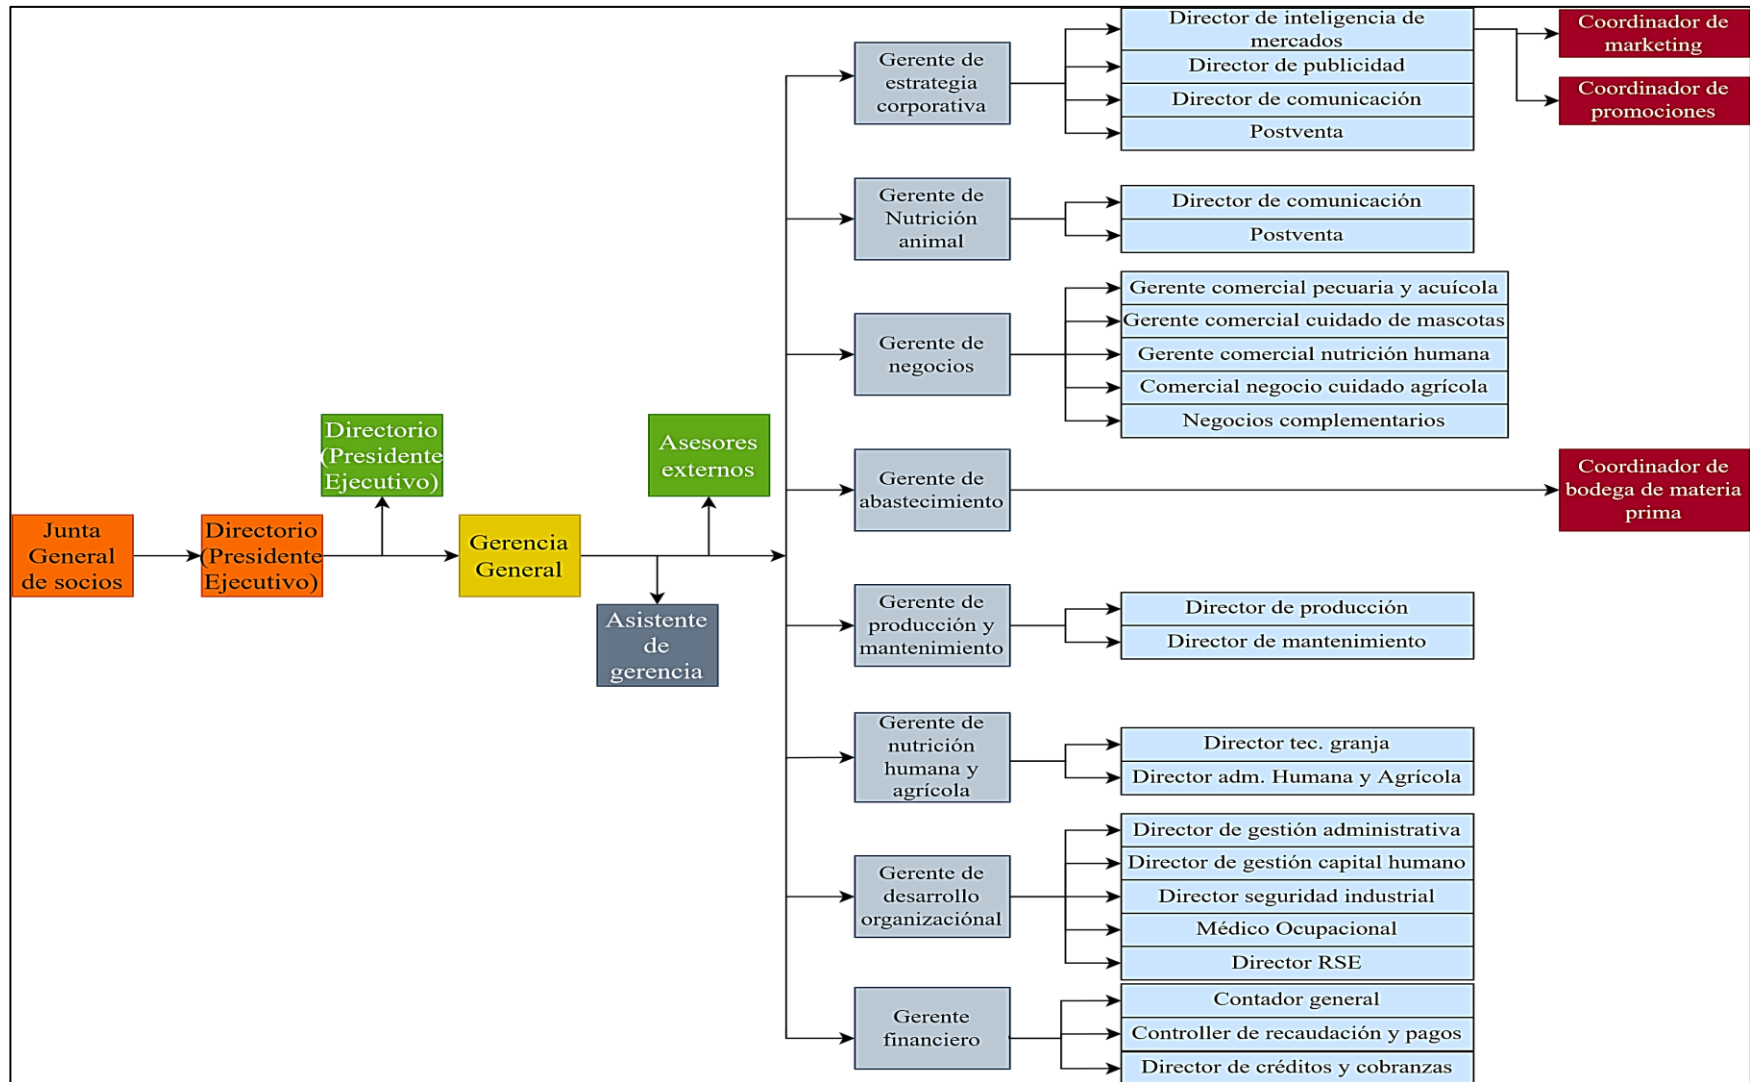 Junta
General
de socios
Directorio
(Presidente
Ejecutivo)
Directorio
(Presidente
Ejecutivo)
Gerencia
General
Asesores
externos
Asistente
de
gerencia
Gerente de
estrategia
corporativa
Director de inteligencia de
mercados
Director de publicidad
Director de comunicación
Postventa
Coordinador de
marketing
Coordinador de
promociones
Gerente de
Nutrición
animal
Director de comunicación
Postventa
Gerente de
negocios
Gerente comercial pecuaria y acuícola
Gerente comercial cuidado de mascotas
Gerente comercial nutrición humana
Comercial negocio cuidado agrícola
Negocios complementarios
Gerente de
abastecimiento
Coordinador de
bodega de materia
prima
Gerente de
producción y
mantenimiento
Director de producción
Director de mantenimiento
Gerente de
nutrición
humana y
agrícola
Director tec. granja
Director adm. Humana y Agrícola
Gerente de
desarrollo
organizaciónal
Director de gestión administrativa
Director de gestión capital humano
Director seguridad industrial
Médico Ocupacional
Director RSE
Gerente
financiero
Contador general
Controller de recaudación y pagos
Director de créditos y cobranzas